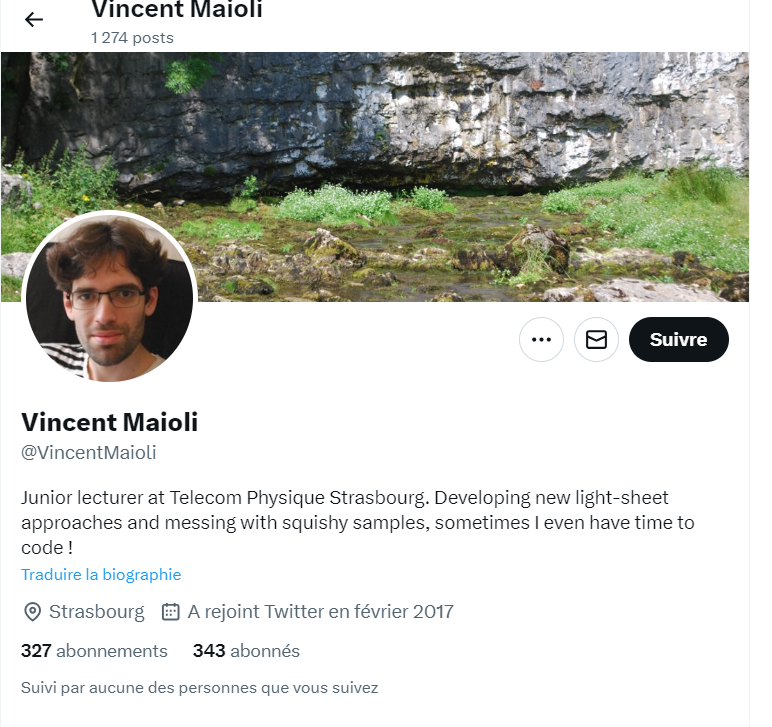 Vincent Maioli
1 274 posts
Suivre
Vincent Maioli
@VincentMaioli
Junior lecturer at Telecom Physique Strasbourg. Developing new light-sheet
approaches and messing with squishy samples, sometimes I even have time to
code !
Traduire la biographie
Strasbourg A rejoint Twitter en février 2017
327 abonnements 343 abonnés
Suivi par aucune des personnes que vous suivez